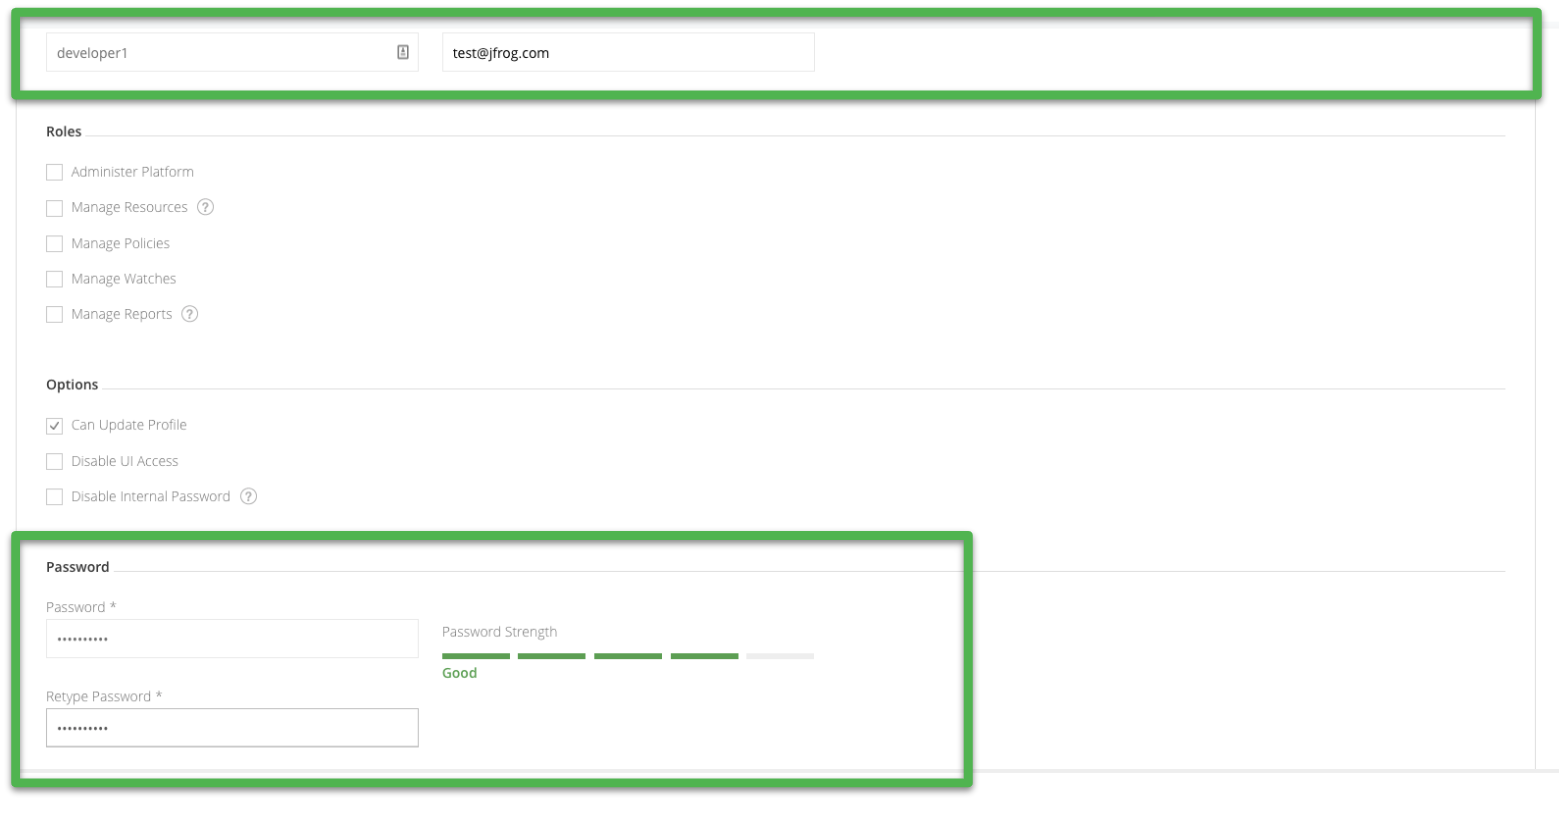 developer1 test@jfrog.com
Roles
Administer Platform
Manage Resources ?
Manage Policies
Manage Watches
Manage Reports ?
Options
Can Update Profile
Disable UI Access
Disable Internal Password ?
Password
Password *
••••••••••
Password Strength
Good
Retype Password *
••••••••••